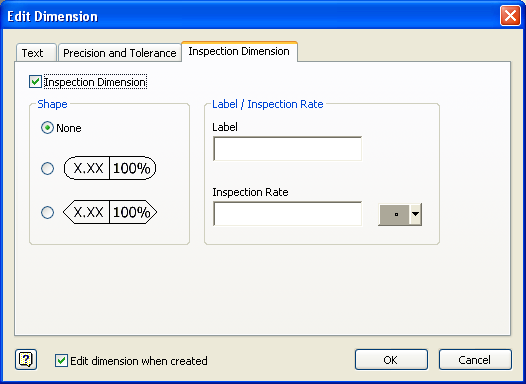 Edit Dimension
Text
Precision and Tolerance
Inspection Dimension
Inspection Dimension
Shape
None
X.XX 100%
X.XX 100%
Label / Inspection Rate
Label
Inspection Rate
?
Edit dimension when created
OK
Cancel